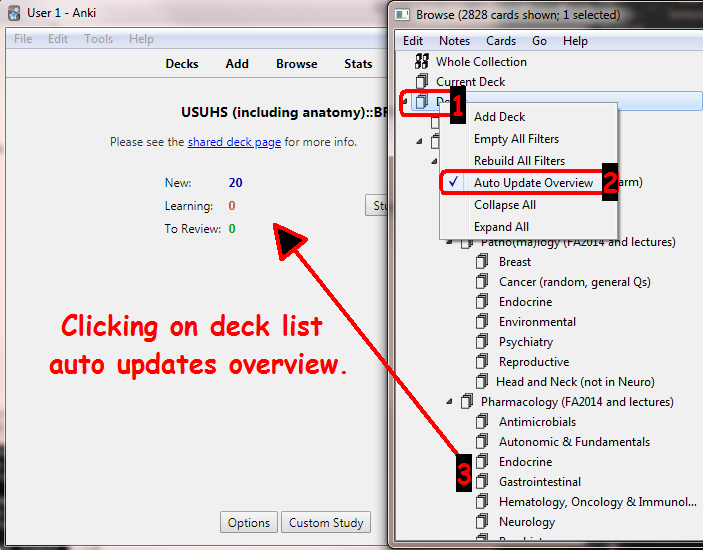 User 1 - Anki
File Edit Tools Help
Decks Add Browse Stats
USUHS (including anatomy)::
Please see the shared deck page for more info.
New: 20
Learning: 0
To Review: 0
Clicking on deck list
auto updates overview.
Options Custom Study
Browse (2828 cards shown; 1 selected)
Edit Notes Cards Go Help
Whole Collection
Current Deck
1
Add Deck
Empty All Filters
Rebuild All Filters
Auto Update Overview 2
Collapse All
Expand All
Patho(ma)logy (FA2014 and lectures)
Breast
Cancer (random, general Qs)
Endocrine
Environmental
Psychiatry
Reproductive
Head and Neck (not in Neuro)
Pharmacology (FA2014 and lectures)
Antimicrobials
Autonomic & Fundamentals
Endocrine
3 Gastrointestinal
Hematology, Oncology & Immunol...
Neurology